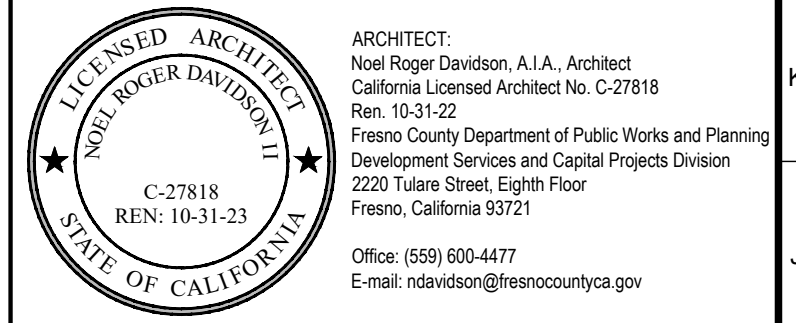 LICENSED ARCHITECT
NOEL ROGER DAVIDSON II
C-27818
REN: 10-31-23
STATE OF CALIFORNIA
ARCHITECT:
Noel Roger Davidson, A.I.A., Architect
California Licensed Architect No. C-27818
Ren. 10-31-22
Fresno County Department of Public Works and Planning
Development Services and Capital Projects Division
2220 Tulare Street, Eighth Floor
Fresno, California 93721
Office: (559) 600-4477
E-mail: ndavidson@fresnocountyca.gov